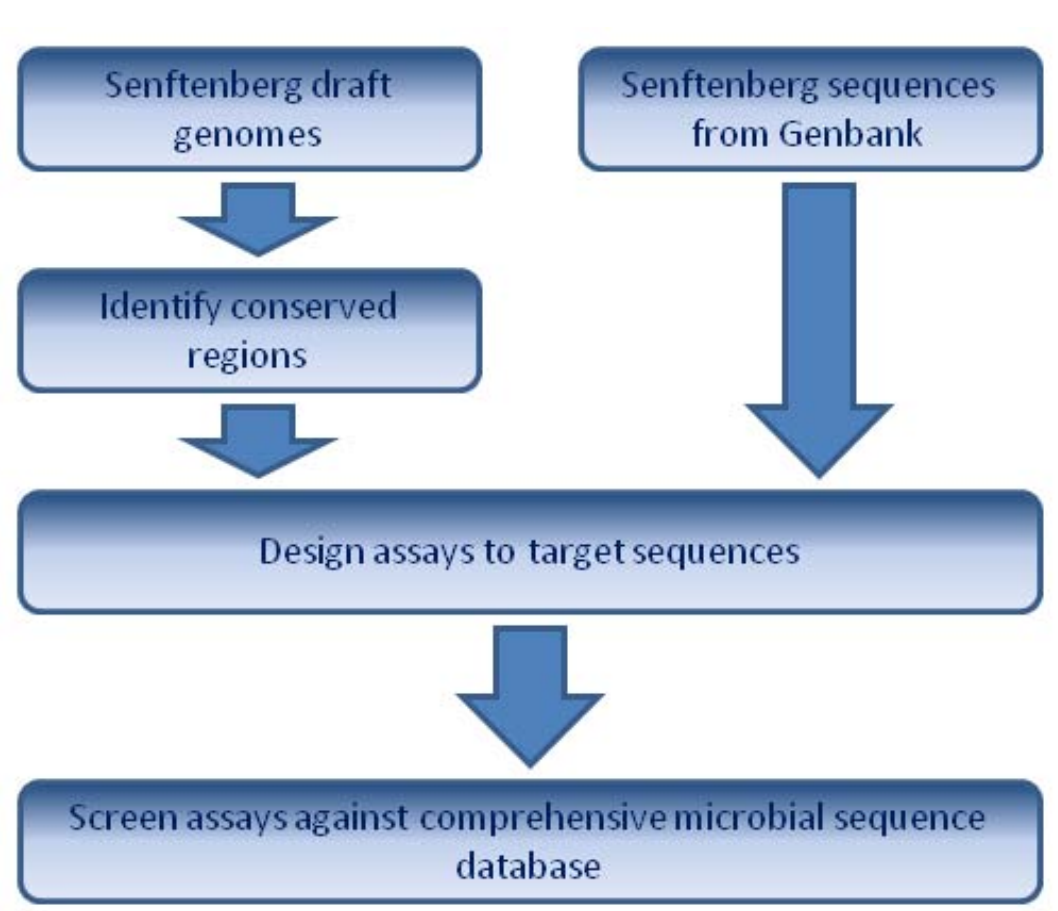 Senftenberg draft
genomes
Senftenberg sequences
from Genbank
Identify conserved
regions
Design assays to target sequences
Screen assays against comprehensive microbial sequence
database